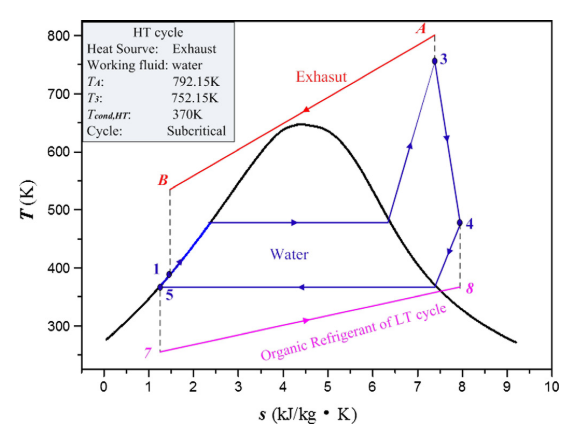 HT cycle
Heat Sourve: Exhaust
Working fluid: water
TA: 792.15K
T3: 752.15K
Tcond,HT: 370K
Cycle: Subcritical
A
3
Exhasut
B
4
Water
1
5
8
7
Organic Refrigerant of LT cycle
800
700
600
500
400
300
T (K)
0 1 2 3 4 5 6 7 8 9 10
s (kJ/kg • K)